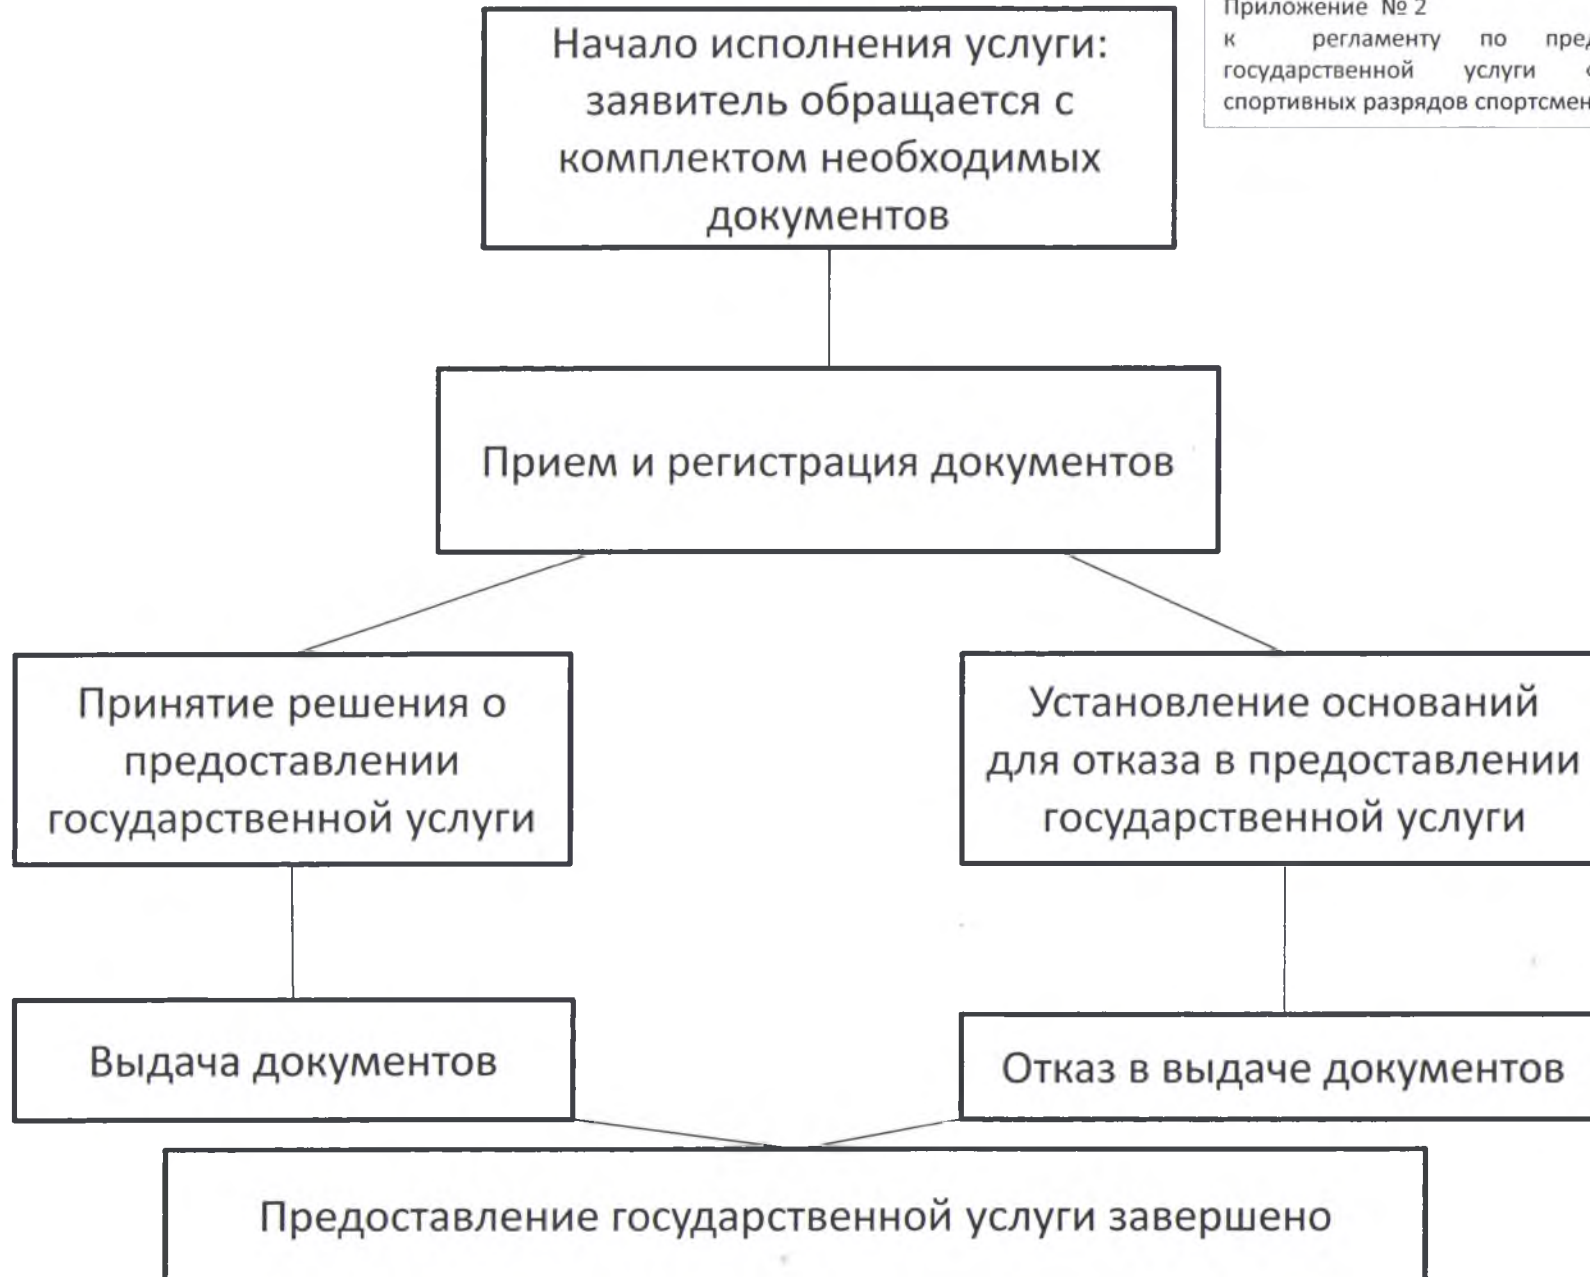 Приложение № 2
к регламенту по
государственной услуги
спортивных разрядов
Начало исполнения услуги:
заявитель обращается с
комплектом необходимых
документов
Прием и регистрация документов
Принятие решения о
предоставлении
государственной услуги
Установление оснований
для отказа в предоставлении
государственной услуги
Выдача документов
Отказ в выдаче документов
Предоставление государственной услуги завершено